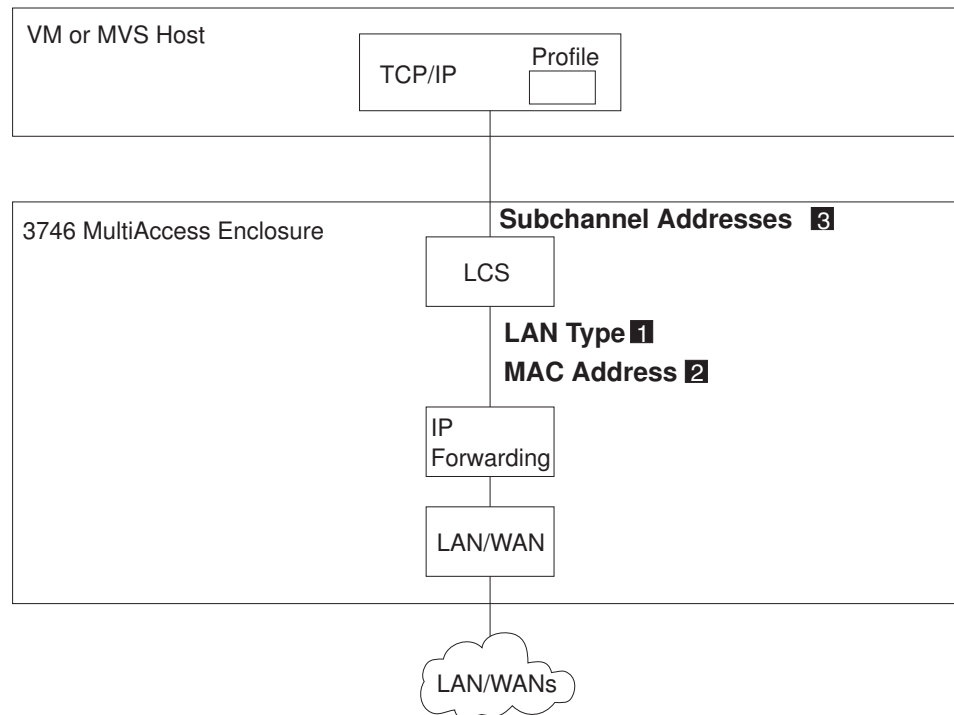 VM or MVS Host
Profile
TCP/IP
3746 MultiAccess Enclosure
Subchannel Addresses 3
LCS
LAN Type 1
MAC Address 2
IP
Forwarding
LAN/WAN
LAN/WANs